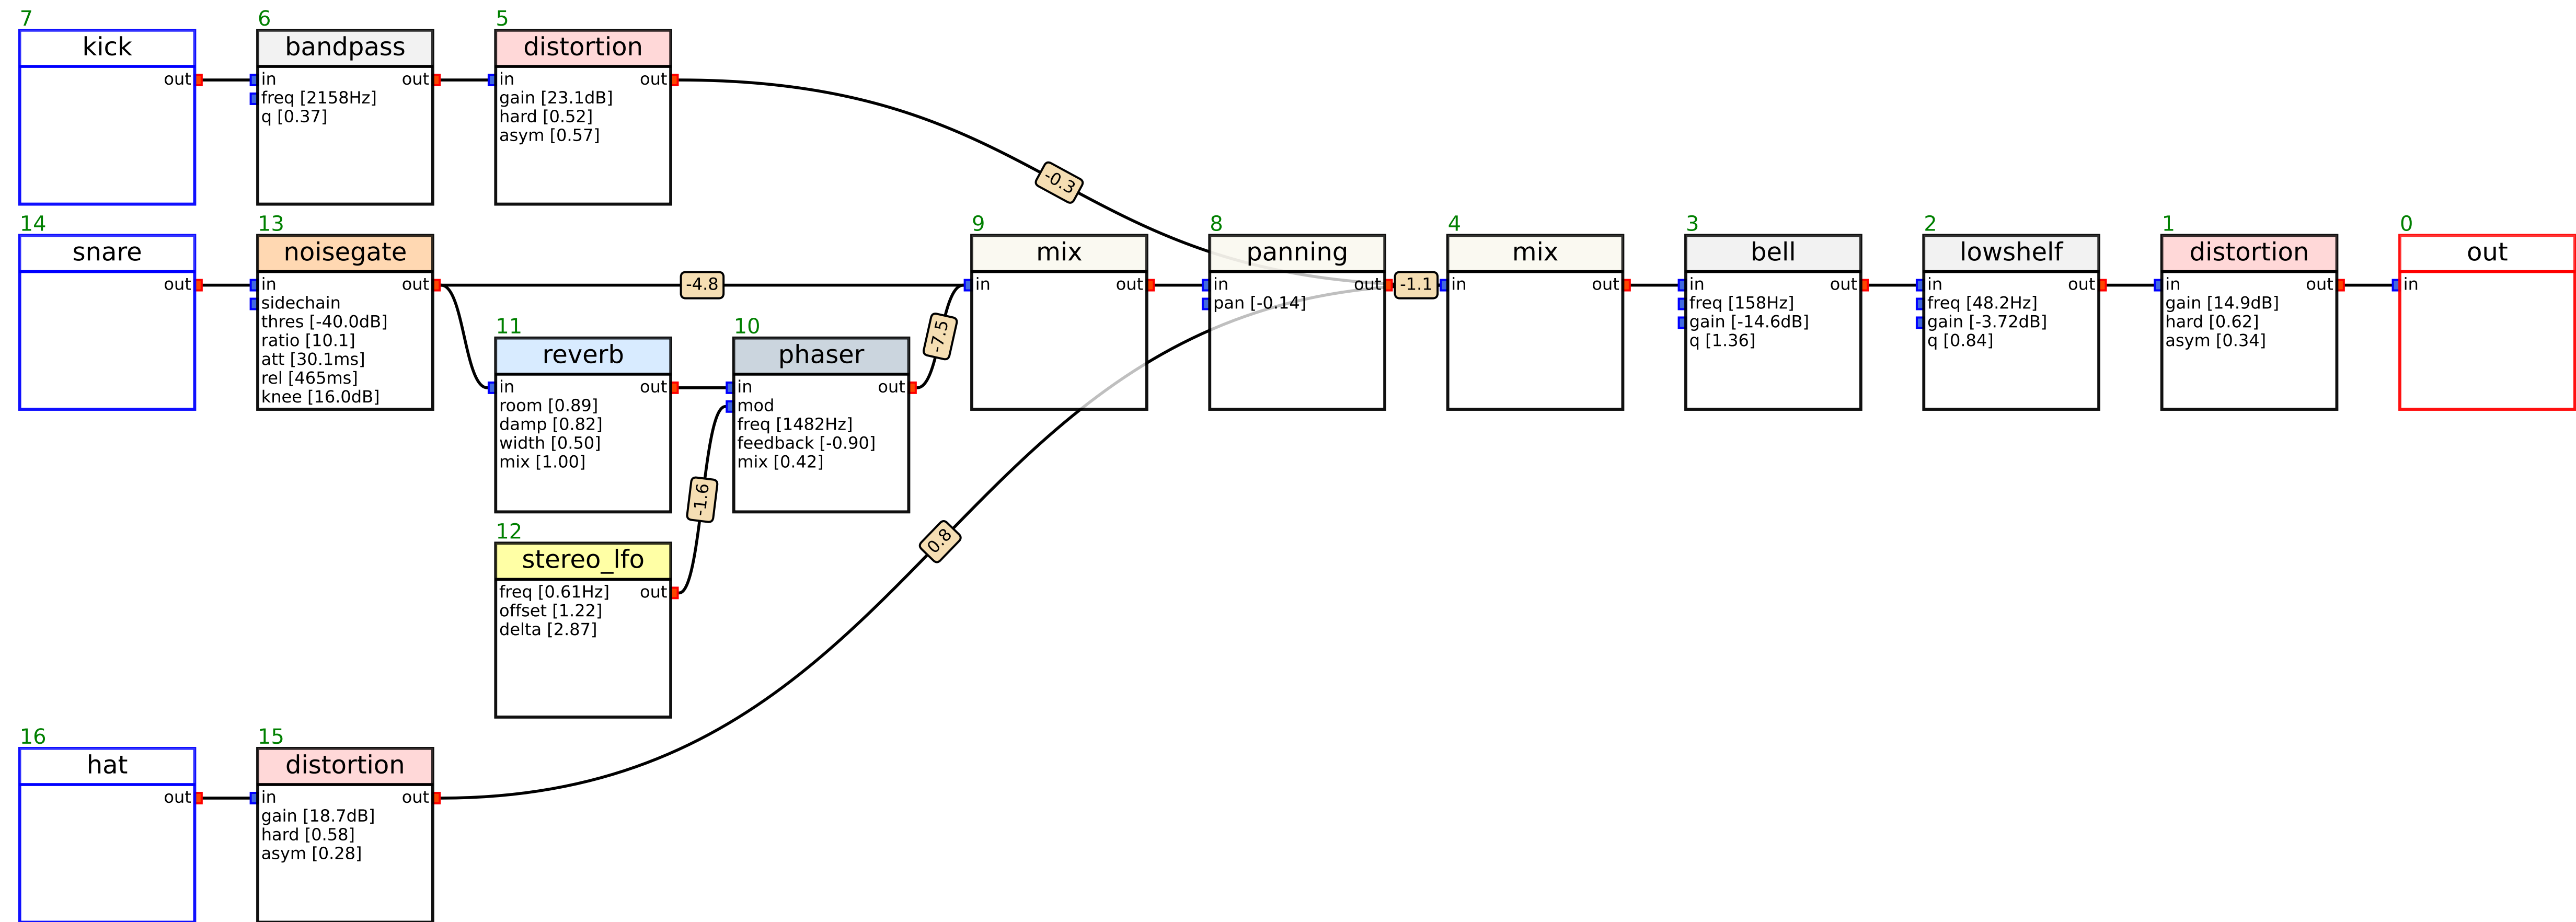 7
kick
out
6
bandpass
in out
freq [2158Hz]
q [0.37]
5
distortion
in out
gain [23.1dB]
hard [0.52]
asym [0.57]
-0.3
14
snare
out
13
noisegate
in out
sidechain
thres [-40.0dB]
ratio [10.1]
att [30.1ms]
rel [465ms]
knee [16.0dB]
-4.8
11
reverb
in out
room [0.89]
damp [0.82]
width [0.50]
mix [1.00]
10
phaser
in out
mod
freq [1482Hz]
feedback [-0.90]
mix [0.42]
-7.5
-1.6
12
stereo_lfo
freq [0.61Hz] out
offset [1.22]
delta [2.87]
9
mix
in out
8
panning
in out
pan [-0.14]
-1.1
4
mix
in out
3
bell
in out
freq [158Hz]
gain [-14.6dB]
q [1.36]
2
lowshelf
in out
freq [48.2Hz]
gain [-3.72dB]
q [0.84]
1
distortion
in out
gain [14.9dB]
hard [0.62]
asym [0.34]
0
out
in
0.8
16
hat
out
15
distortion
in out
gain [18.7dB]
hard [0.58]
asym [0.28]